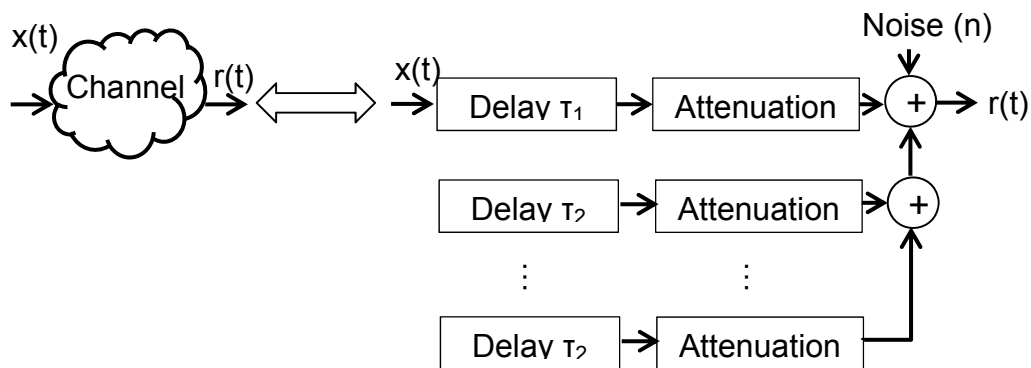 Noise (n)
x(t)
Channel
r(t)
x(t)
Delay τ₁
Attenuation
+
r(t)
Delay τ₂
Attenuation
+
⋮
⋮
Delay τ₂
Attenuation